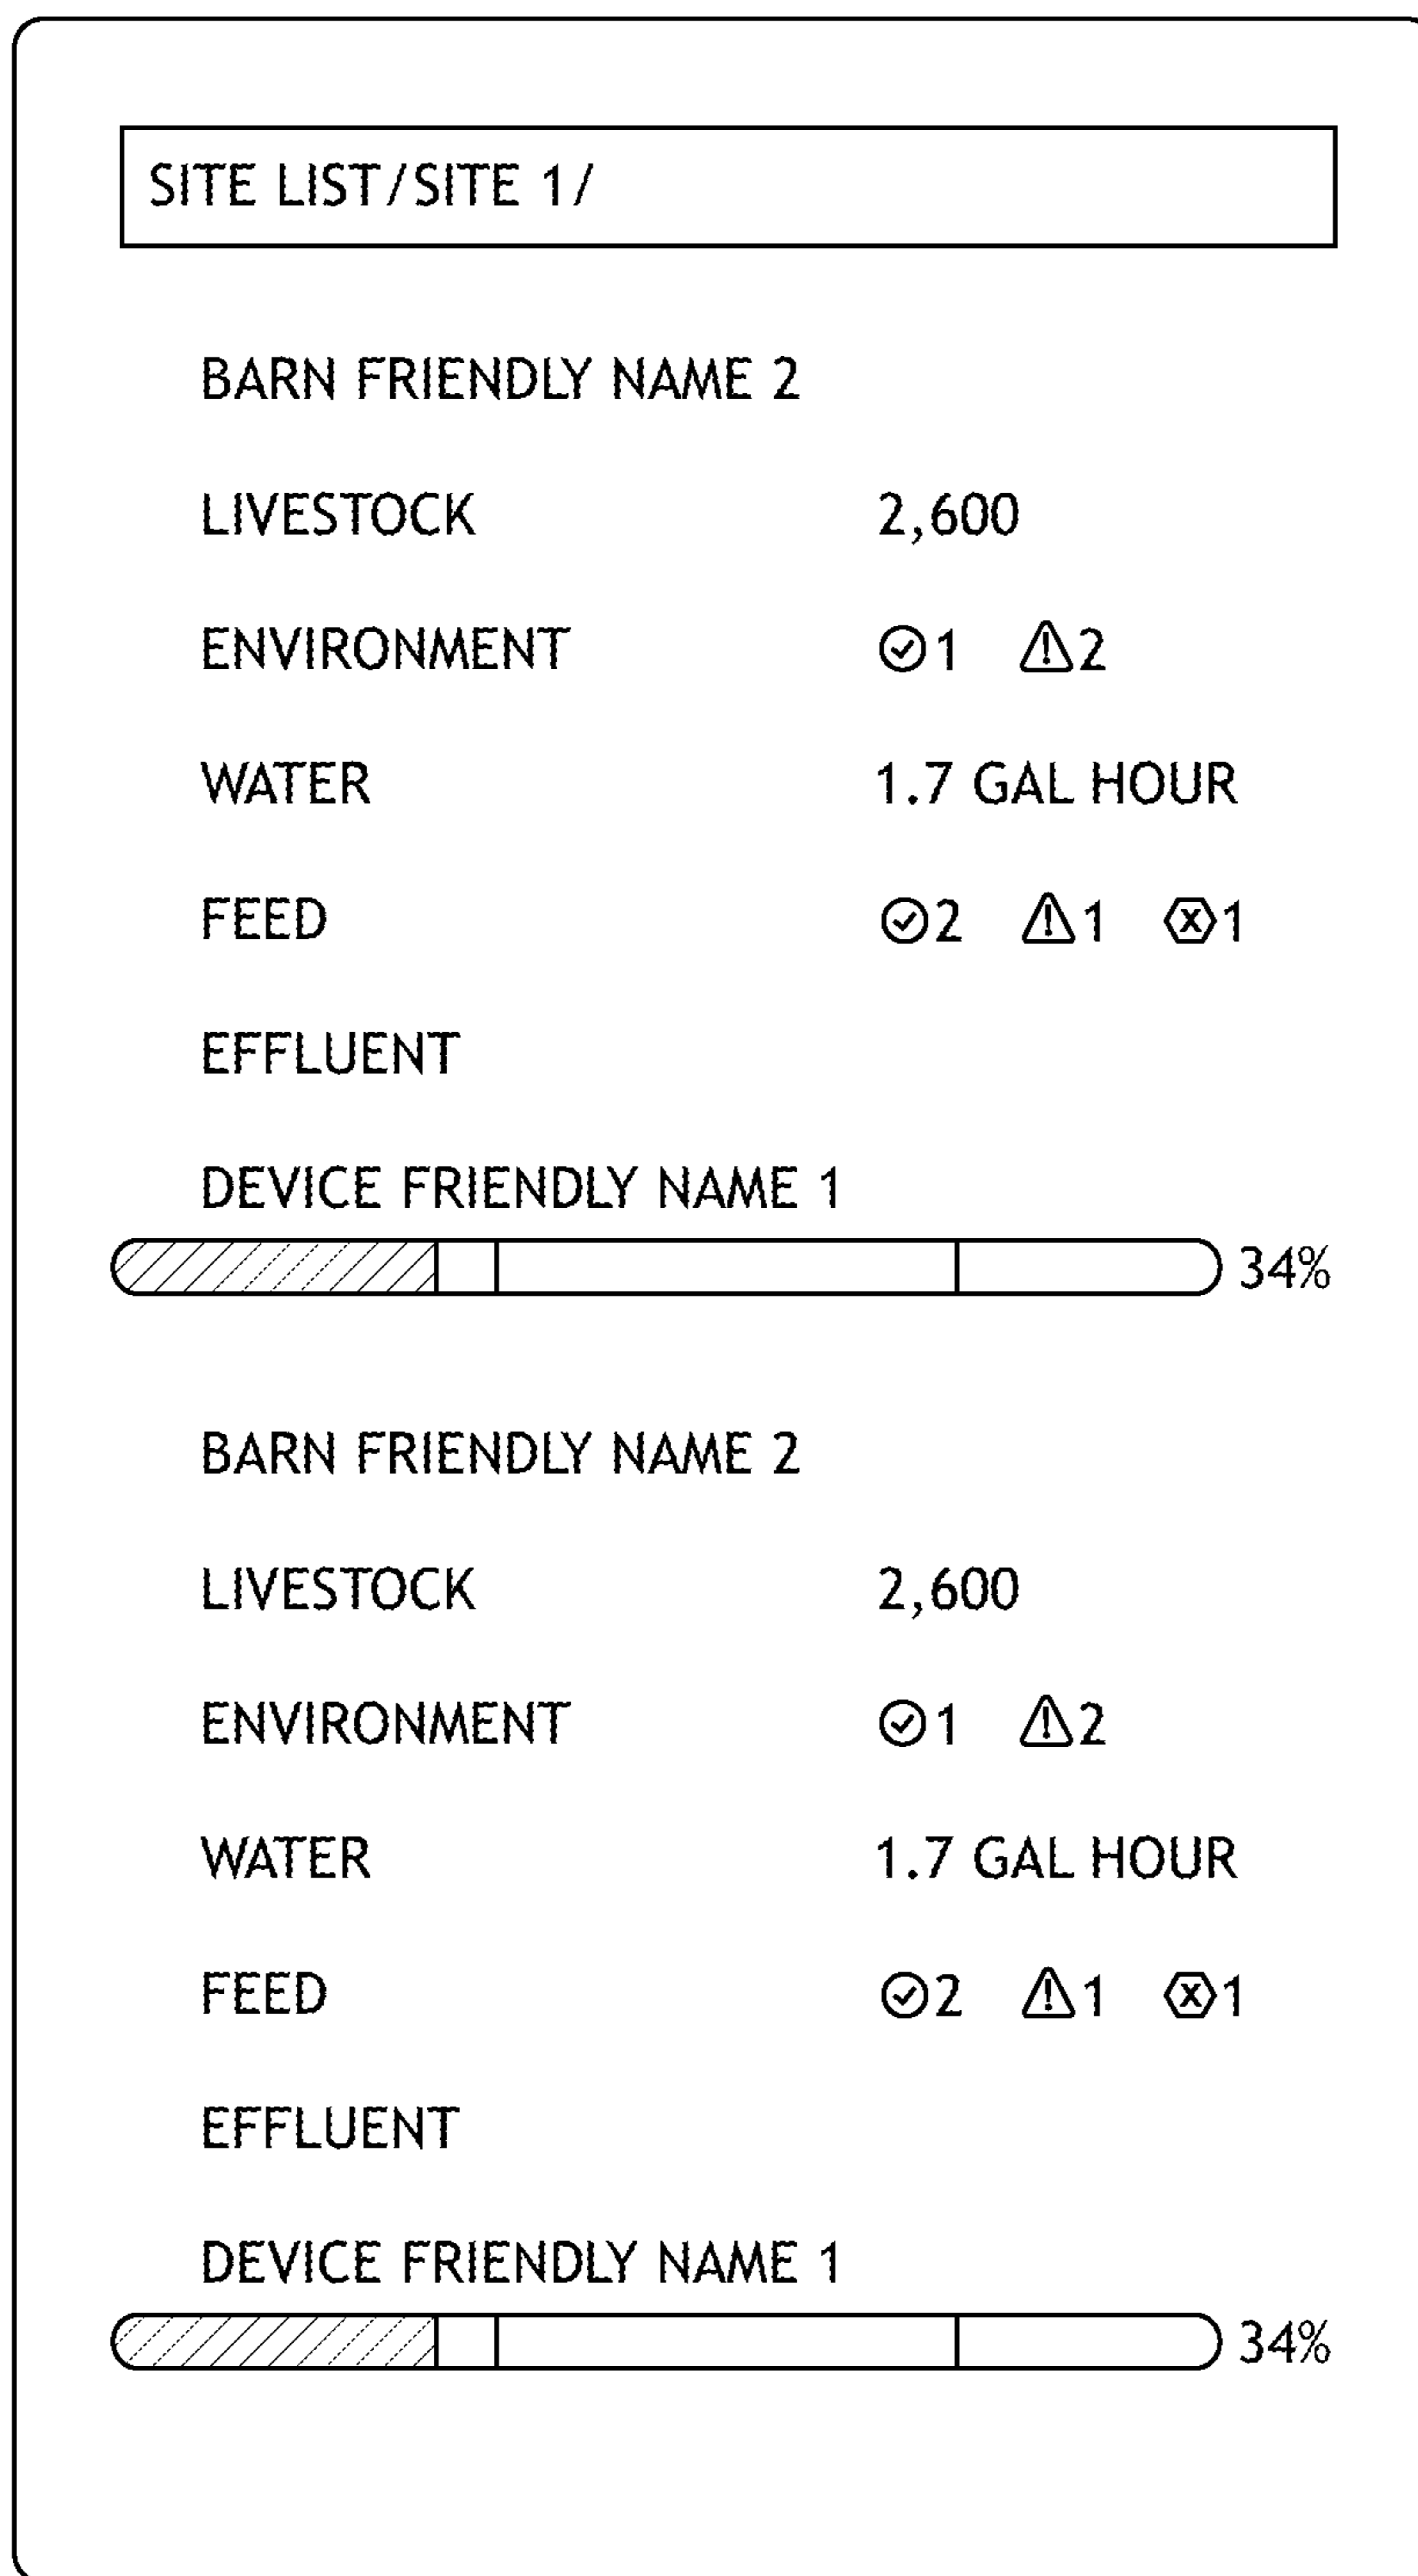 SITE LIST/SITE 1/
BARN FRIENDLY NAME 2
LIVESTOCK 2,600
ENVIRONMENT 1 2
WATER 1.7 GAL HOUR
FEED 2 1 X 1
EFFLUENT
DEVICE FRIENDLY NAME 1
34%
BARN FRIENDLY NAME 2
LIVESTOCK 2,600
ENVIRONMENT 1 2
WATER 1.7 GAL HOUR
FEED 2 1 X 1
EFFLUENT
DEVICE FRIENDLY NAME 1
34%